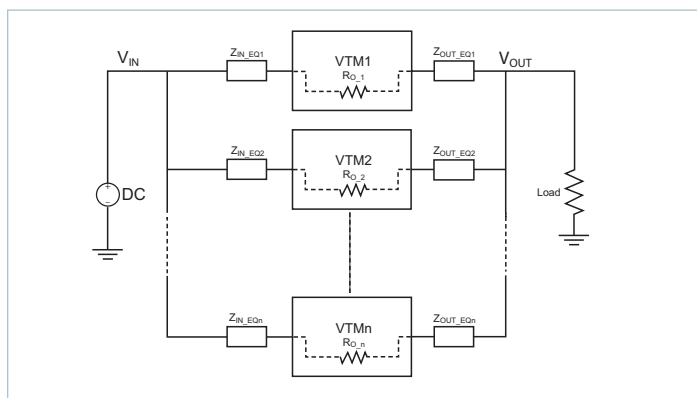 V_IN
Z_IN_EQ1
VTM1
R_O_1
Z_OUT_EQ1
V_OUT
Z_IN_EQ2
VTM2
R_O_2
Z_OUT_EQ2
+
−
DC
Load
Z_IN_EQn
VTMn
R_O_n
Z_OUT_EQn